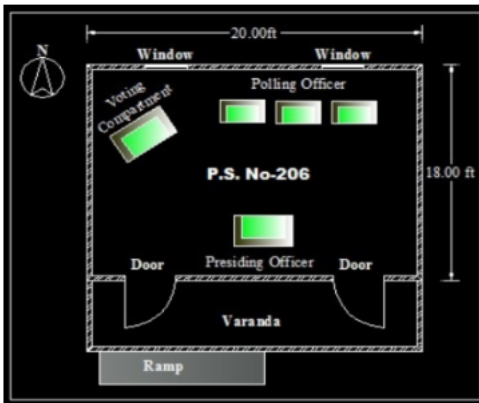 20.00ft
N
Window
Window
Voting
Compartment
Polling Officer
P.S. No-206
18.00 ft
Presiding Officer
Door
Door
Varanda
Ramp